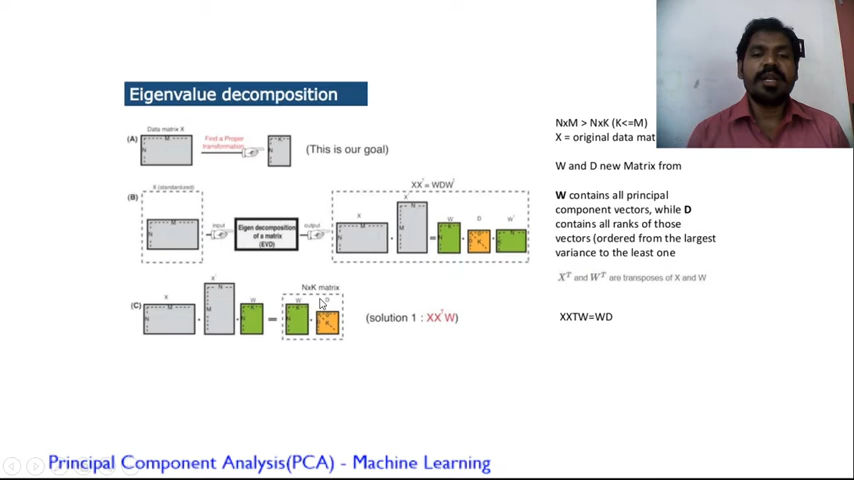 Eigenvalue decomposition
(A)
Data matrix X
M
N
Find a Proper
transformation
K
N
(This is our goal)
(B)
X (standardized)
M
N
input
Eigen decomposition
of a matrix
(EVD)
output
XXᵀ = WDWᵀ
X
M
N
Xᵀ
N
M
=
W
K
N
D
K
Wᵀ
N
(C)
X
M
N
Xᵀ
N
M
W
K
N
=
NxK matrix
W
K
N
D
K
(solution 1 : XXᵀW)
NxM > NxK (K<=M)
X = original data mat
W and D new Matrix from
W contains all principal
component vectors, while D
contains all ranks of those
vectors (ordered from the largest
variance to the least one
Xᵀ and Wᵀ are transposes of X and W
XXTW=WD
Principal Component Analysis(PCA) - Machine Learning